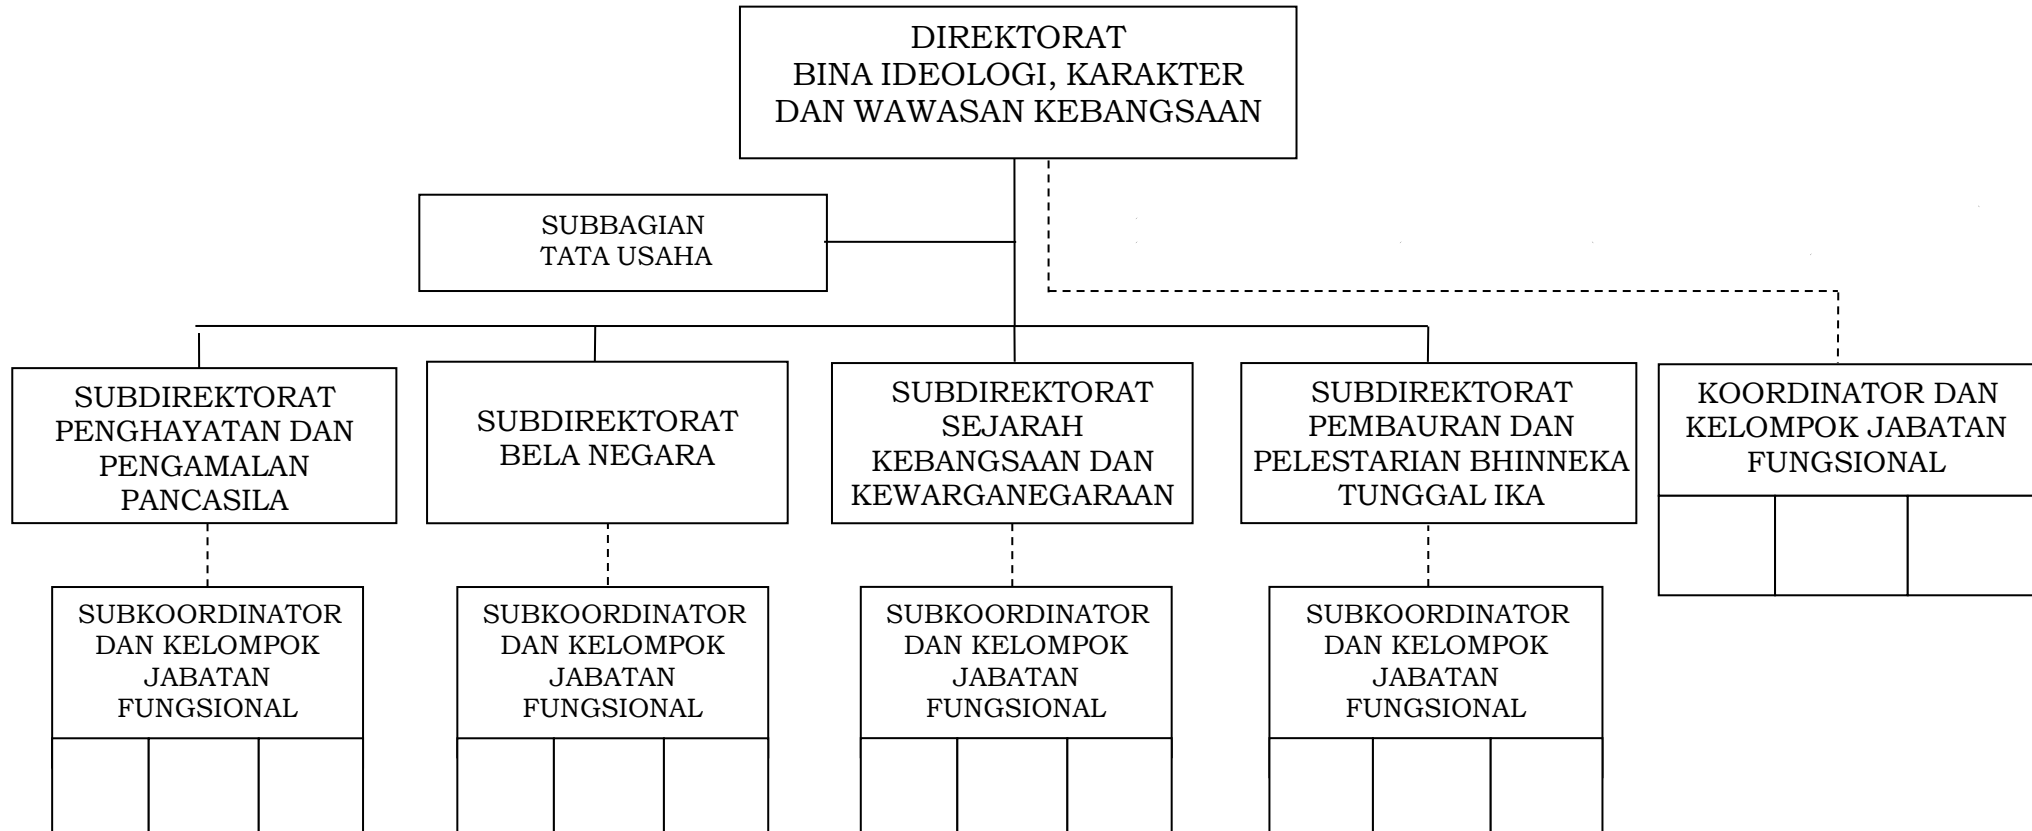 DIREKTORAT
BINA IDEOLOGI, KARAKTER
DAN WAWASAN KEBANGSAAN
SUBBAGIAN
TATA USAHA
SUBDIREKTORAT
PENGHAYATAN DAN
PENGAMALAN
PANCASILA
SUBDIREKTORAT
BELA NEGARA
SUBDIREKTORAT
SEJARAH
KEBANGSAAN DAN
KEWARGANEGARAAN
SUBDIREKTORAT
PEMBAURAN DAN
PELESTARIAN BHINNEKA
TUNGGAL IKA
KOORDINATOR DAN
KELOMPOK JABATAN
FUNGSIONAL
SUBKOORDINATOR
DAN KELOMPOK
JABATAN
FUNGSIONAL
SUBKOORDINATOR
DAN KELOMPOK
JABATAN
FUNGSIONAL
SUBKOORDINATOR
DAN KELOMPOK
JABATAN
FUNGSIONAL
SUBKOORDINATOR
DAN KELOMPOK
JABATAN
FUNGSIONAL